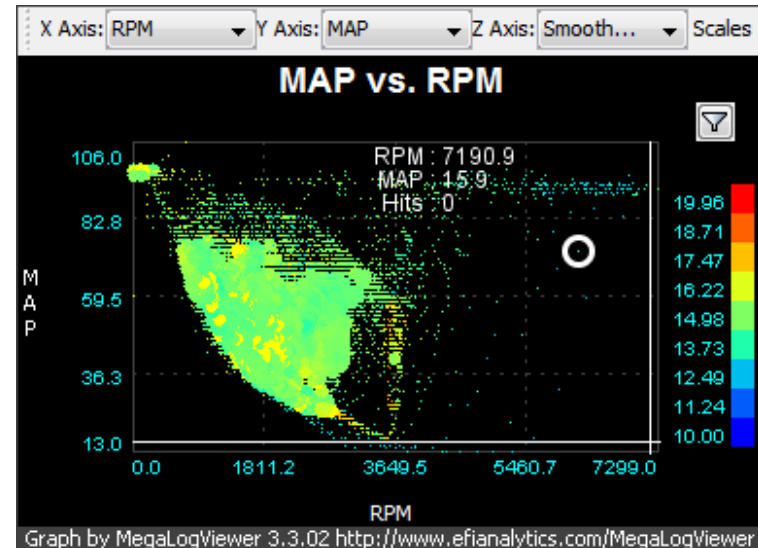 X Axis: RPM Y Axis: MAP Z Axis: Smooth... Scales
MAP vs. RPM
RPM : 7190.9
MAP : 15.9
Hits : 0
106.0
82.8
59.5
36.3
13.0
MAP
0.0 1811.2 3649.5 5460.7 7299.0
RPM
19.96
18.71
17.47
16.22
14.98
13.73
12.49
11.24
10.00
Graph by MegaLogViewer 3.3.02 http://www.efianalytics.com/MegaLogViewer